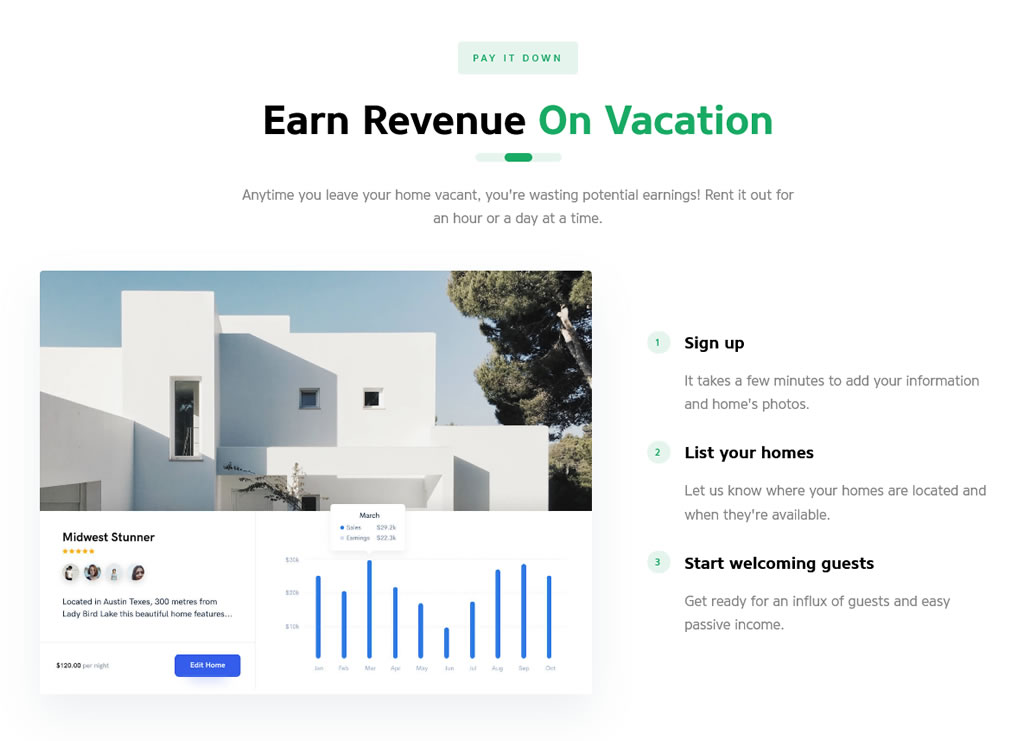 PAY IT DOWN
Earn Revenue On Vacation
Anytime you leave your home vacant, you're wasting potential earnings! Rent it out for
an hour or a day at a time.
Midwest Stunner
Located in Austin Texes, 300 metres from
Lady Bird Lake this beautiful home features...
$120.00 per night
Edit Home
March
Sales $29.2k
Earnings $22.3k
$30k
$20k
$10k
Jan Feb Mar Apr May Jun Jul Aug Sep Oct
1 Sign up
It takes a few minutes to add your information
and home's photos.
2 List your homes
Let us know where your homes are located and
when they're available.
3 Start welcoming guests
Get ready for an influx of guests and easy
passive income.